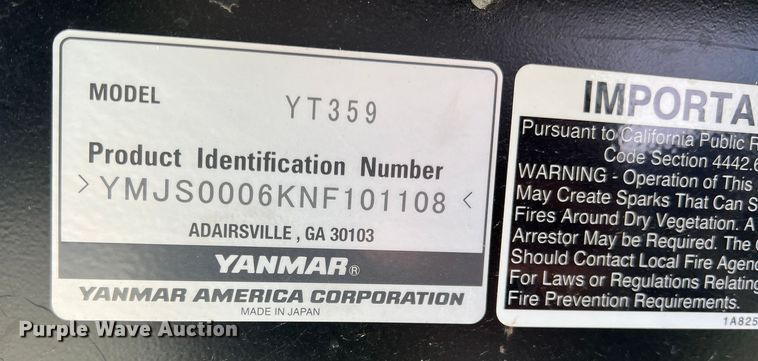 MODEL YT359
Product Identification Number
>YMJS0006KNF101108<
ADAIRSVILLE, GA 30103
YANMAR®
YANMAR AMERICA CORPORATION
MADE IN JAPAN
IMPORTA
Pursuant to California Public R
Code Section 4442.6
WARNING - Operation of This
May Create Sparks That Can S
Fires Around Dry Vegetation. A
Arrestor May be Required. The
Should Contact Local Fire Agen
For Laws or Regulations Relating
Fire Prevention Requirements.
1A825
Purple Wave Auction